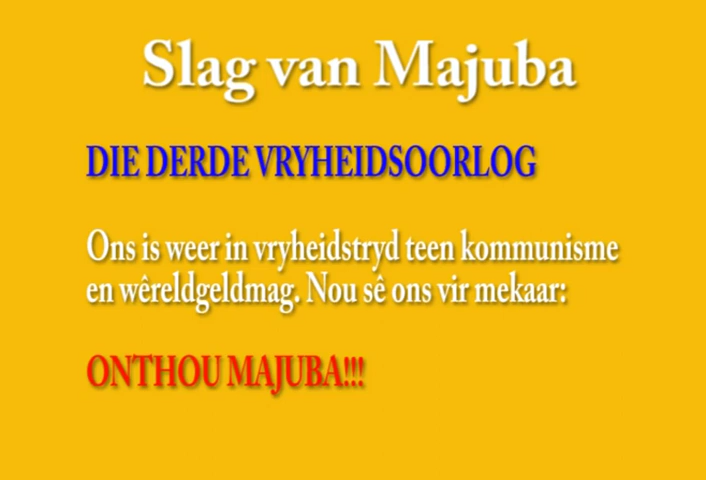 Slag van Majuba
DIE DERDE VRYHEIDSOORLOG
Ons is weer in vryheidstryd teen kommunisme
en wêreldgeldmag. Nou sê ons vir mekaar:
ONTHOU MAJUBA!!!